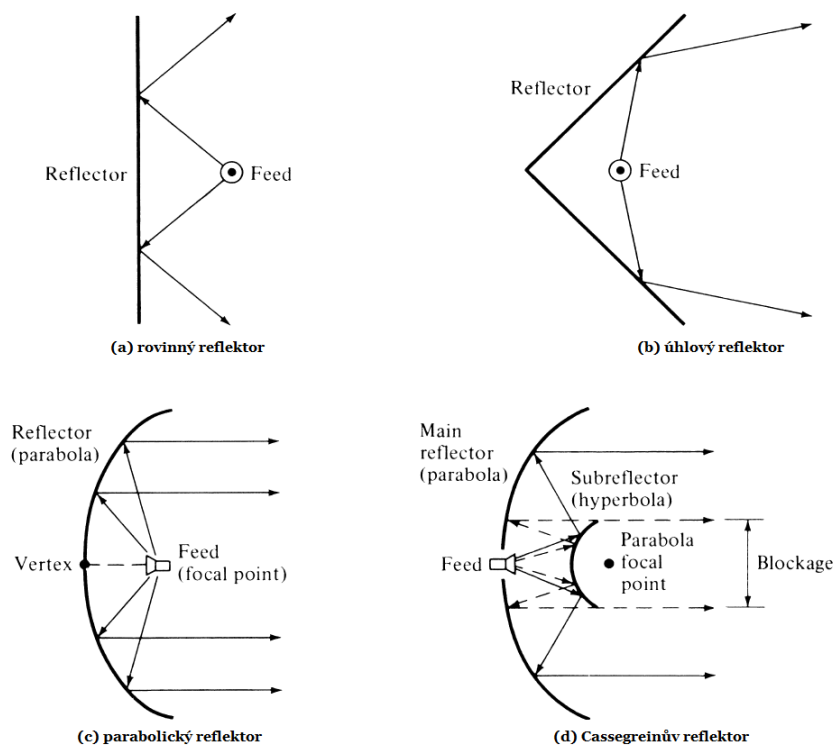 Reflector
Feed
(a) rovinný reflektor
Reflector
Feed
(b) úhlový reflektor
Reflector
(parabola)
Vertex
Feed
(focal point)
(c) parabolický reflektor
Main
reflector
(parabola)
Subreflector
(hyperbola)
Feed
Parabola
focal
point
Blockage
(d) Cassegreinův reflektor